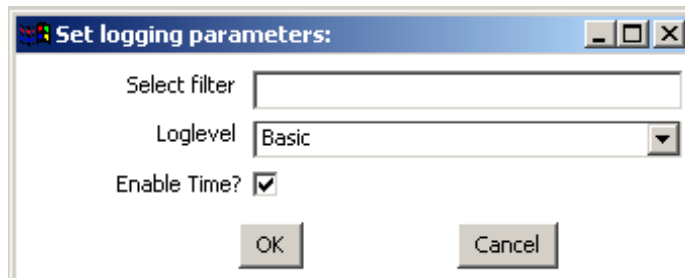 Set logging parameters:
Select filter
Loglevel Basic
Enable Time?
OK Cancel